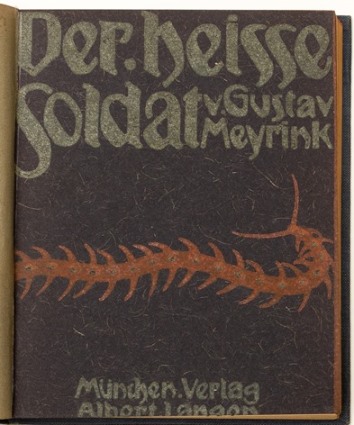 Der. heisse
Soldat v. Gustav
Meyrink
München. Verlag
Albert Langen